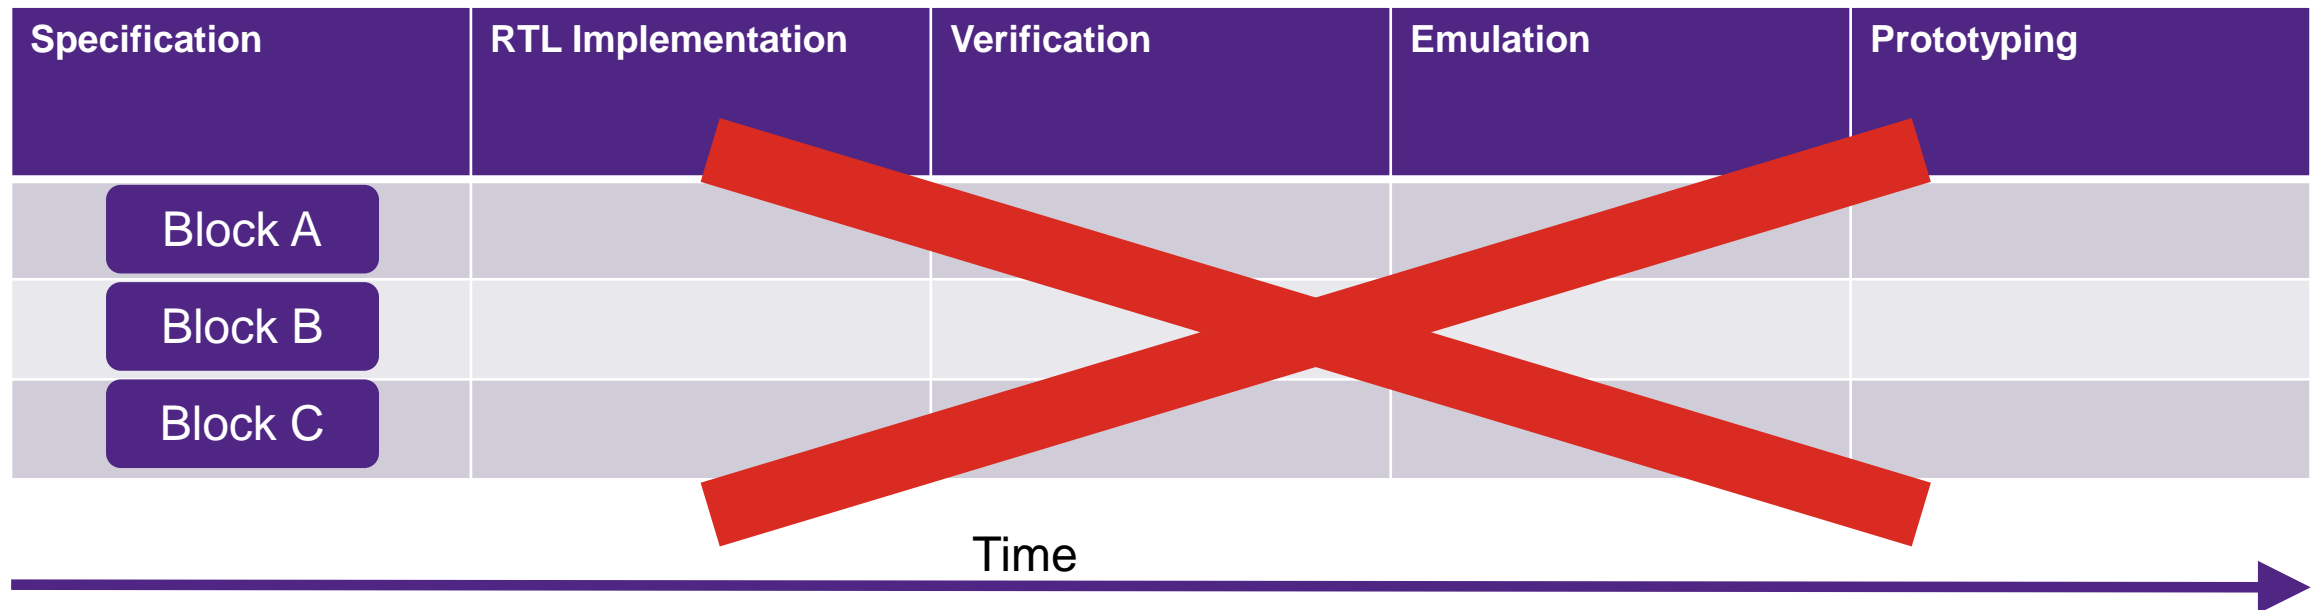 Specification
RTL Implementation
Verification
Emulation
Prototyping
Block A
Block B
Block C
Time